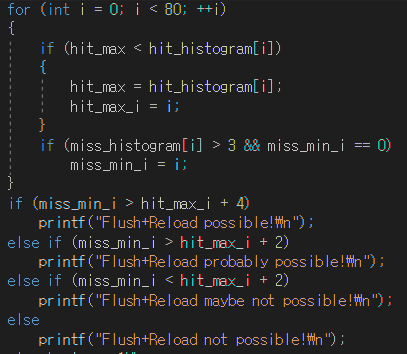 for (int i = 0; i < 80; ++i)
{
if (hit_max < hit_histogram[i])
{
hit_max = hit_histogram[i];
hit_max_i = i;
}
if (miss_histogram[i] > 3 && miss_min_i == 0)
miss_min_i = i;
}
if (miss_min_i > hit_max_i + 4)
printf("Flush+Reload possible!₩n");
else if (miss_min_i > hit_max_i + 2)
printf("Flush+Reload probably possible!₩n");
else if (miss_min_i < hit_max_i + 2)
printf("Flush+Reload maybe not possible!₩n");
else
printf("Flush+Reload not possible!₩n");